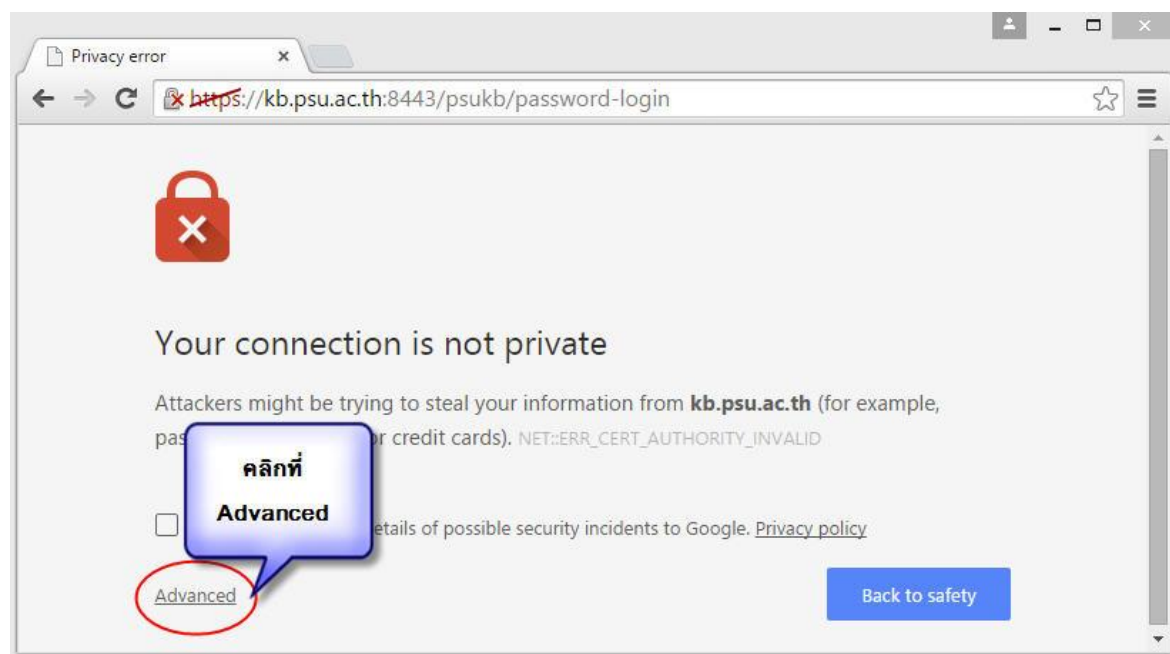 Privacy error
https://kb.psu.ac.th:8443/psukb/password-login
Your connection is not private
Attackers might be trying to steal your information from kb.psu.ac.th (for example,
or credit cards). NET::ERR_CERT_AUTHORITY_INVALID
คลิกที่
Advanced
of possible security incidents to Google. Privacy policy
Advanced
Back to safety